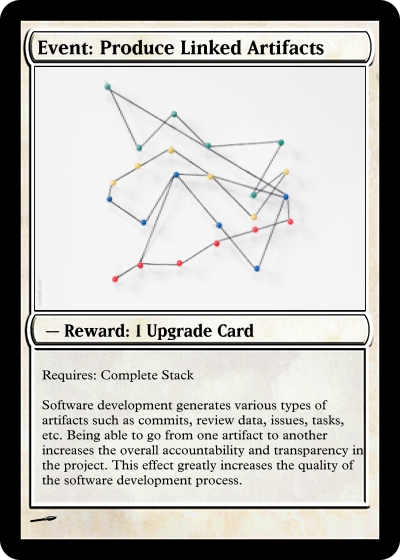 Event: Produce Linked Artifacts
— Reward: 1 Upgrade Card
Requires: Complete Stack
Software development generates various types of
artifacts such as commits, review data, issues, tasks,
etc. Being able to go from one artifact to another
increases the overall accountability and transparency in
the project. This effect greatly increases the quality of
the software development process.